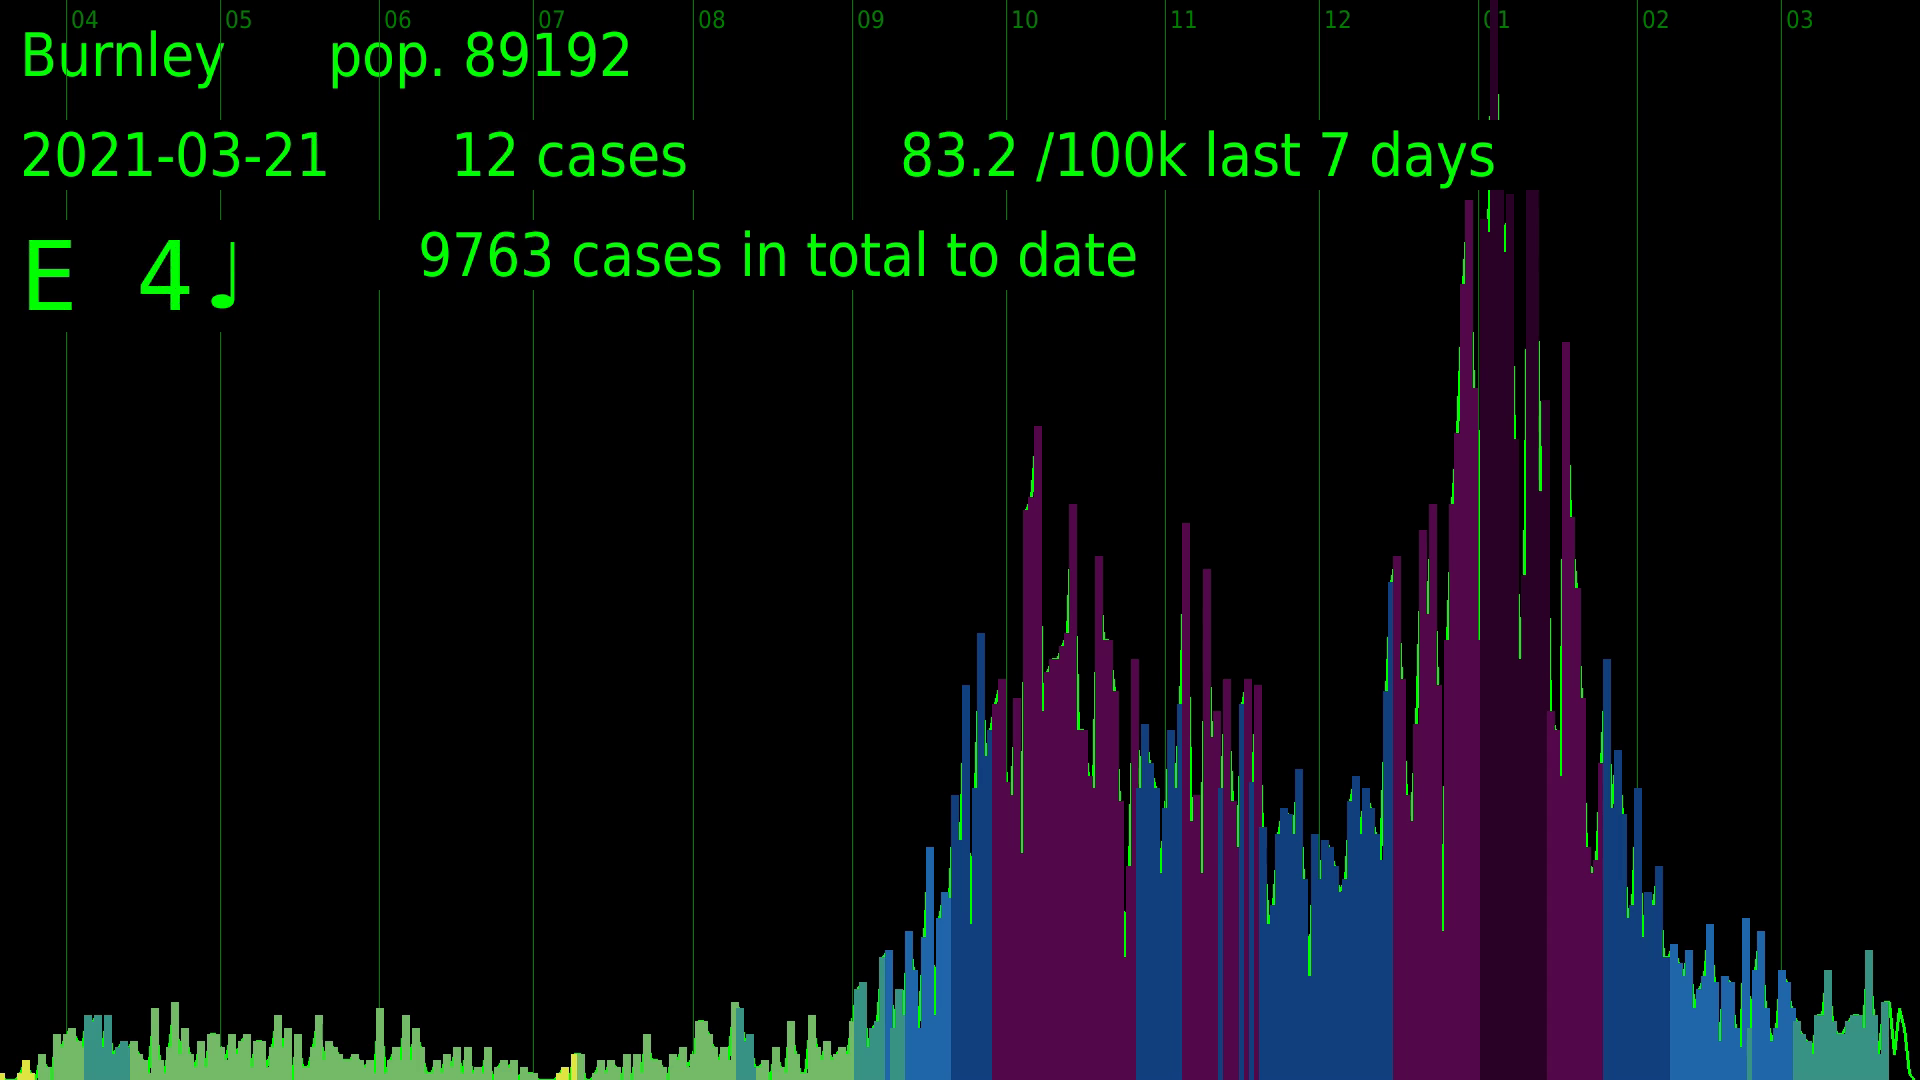 04 05 06 07 08 09 10 11 12 01 02 03
Burnley pop. 89192
2021-03-21 12 cases 83.2 /100k last 7 days
E 4♩ 9763 cases in total to date